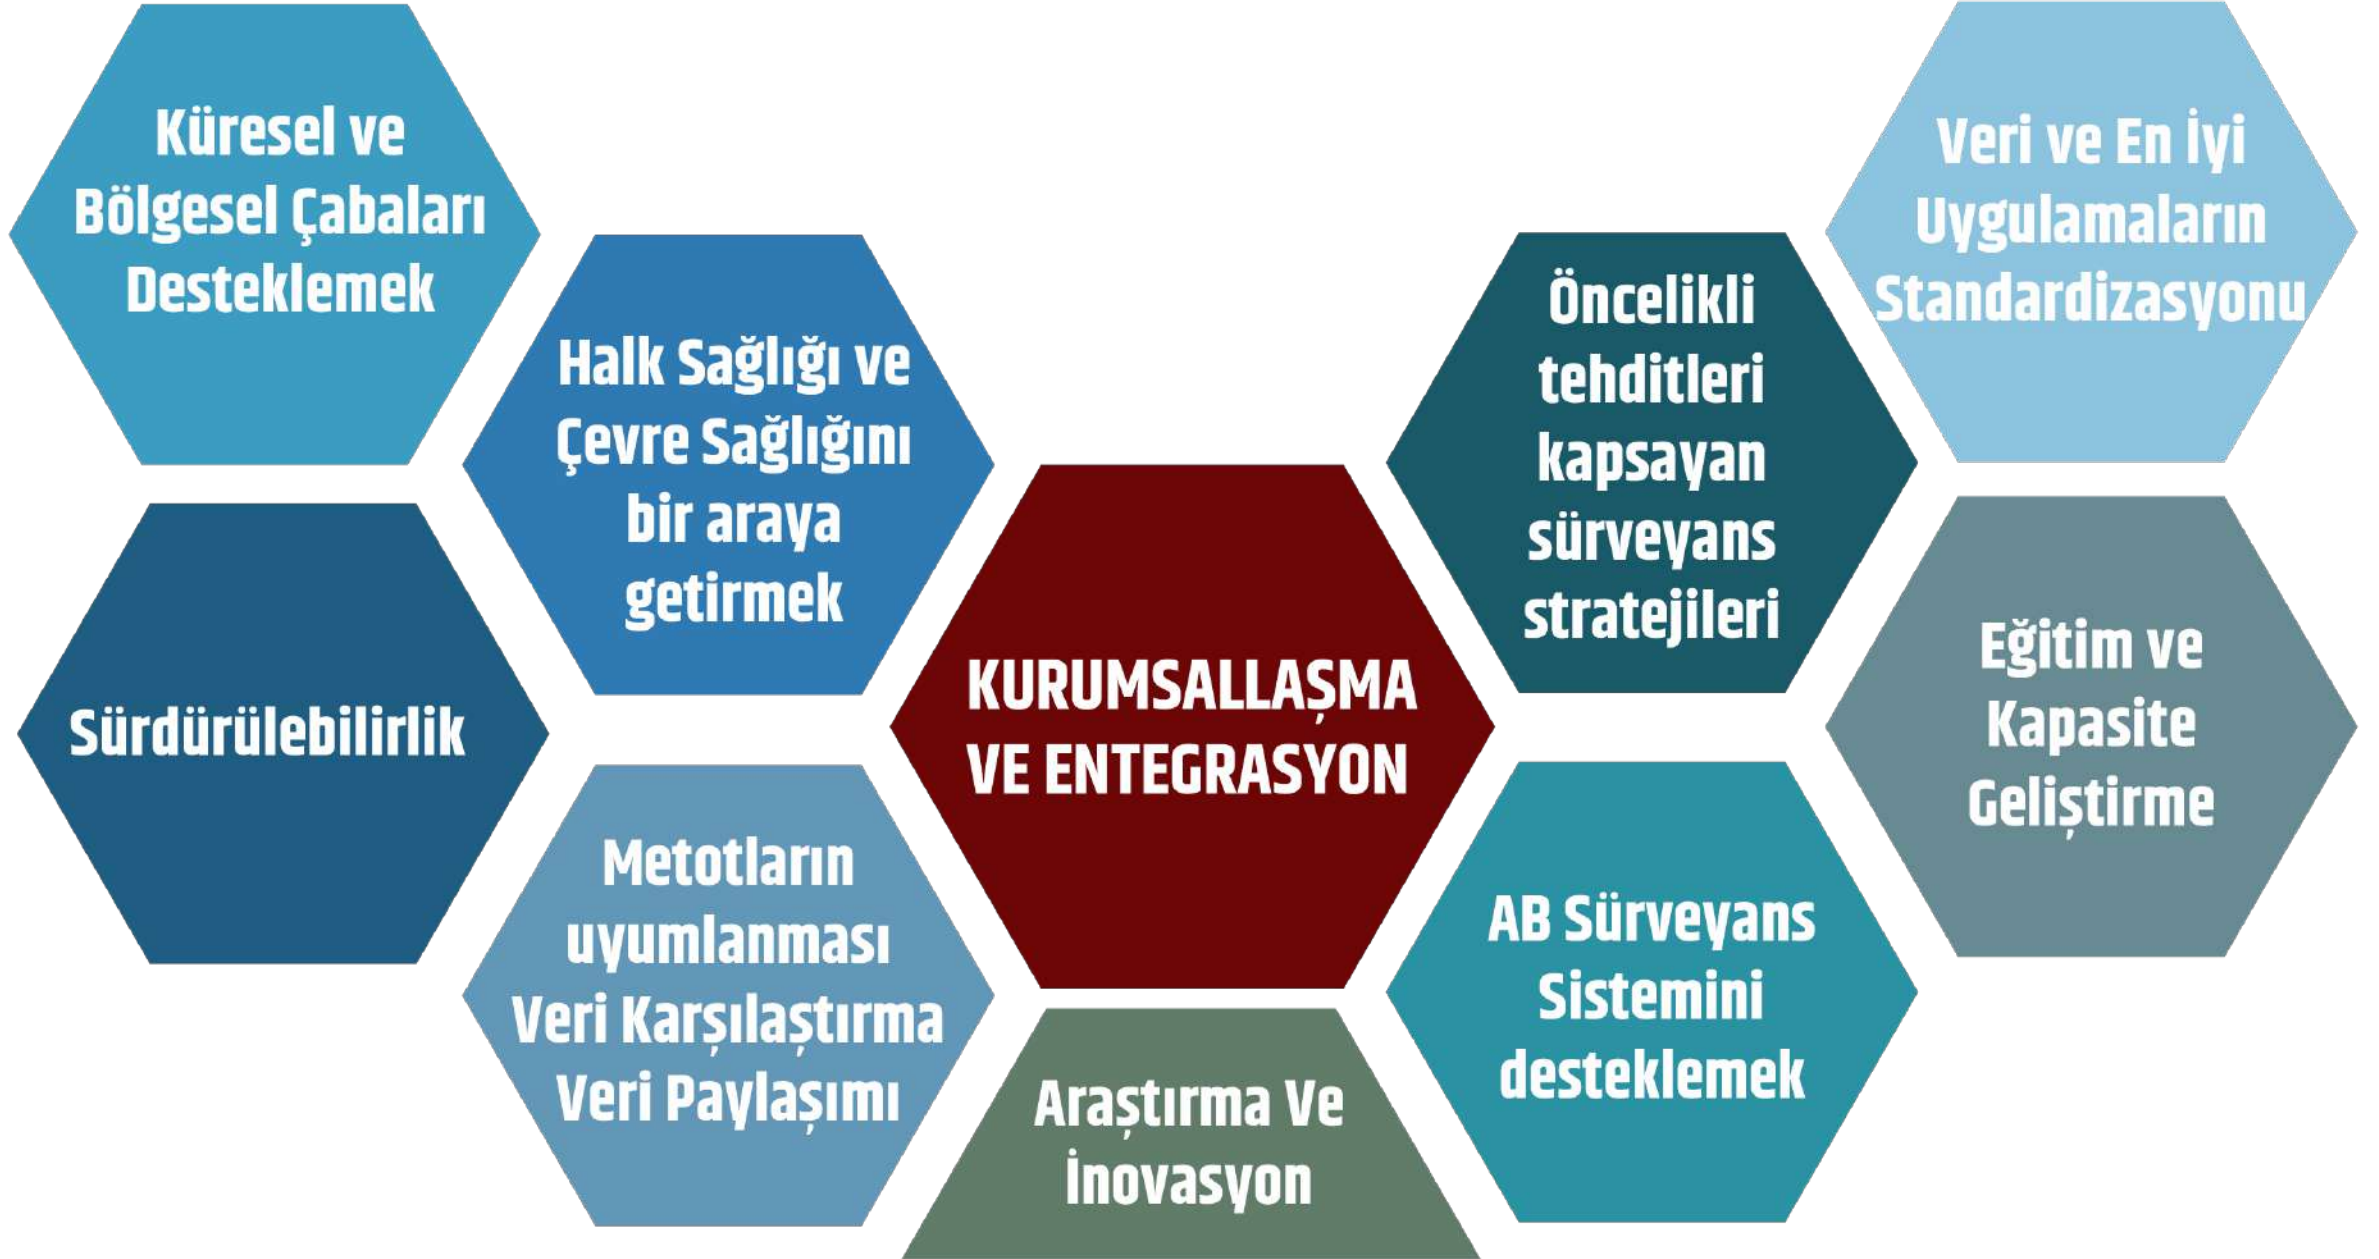 Küresel ve
Bölgesel Çabaları
Desteklemek
Halk Sağlığı ve
Çevre Sağlığını
bir araya
getirmek
Sürdürülebilirlik
Metotların
uyumlanması
Veri Karşılaştırma
Veri Paylaşımı
KURUMSALLAŞMA
VE ENTEGRASYON
Araştırma Ve
İnovasyon
Öncelikli
tehditleri
kapsayan
sürveyans
stratejileri
AB Sürveyans
Sistemini
desteklemek
Veri ve En İyi
Uygulamaların
Standardizasyonu
Eğitim ve
Kapasite
Geliştirme